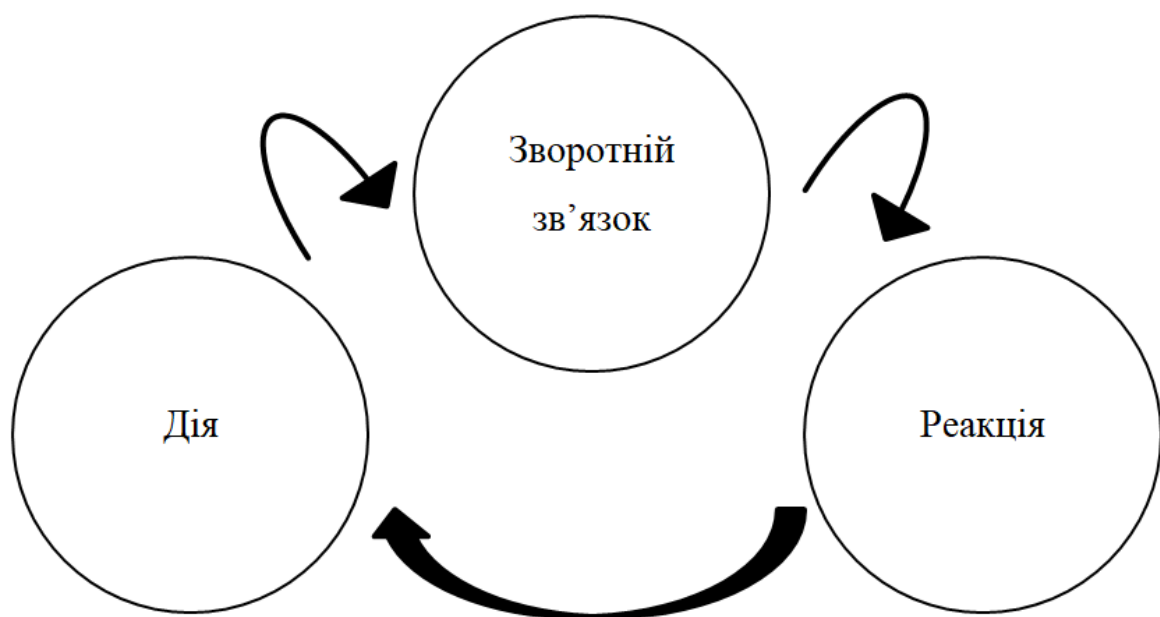 Зворотній
зв’язок
Дія
Реакція